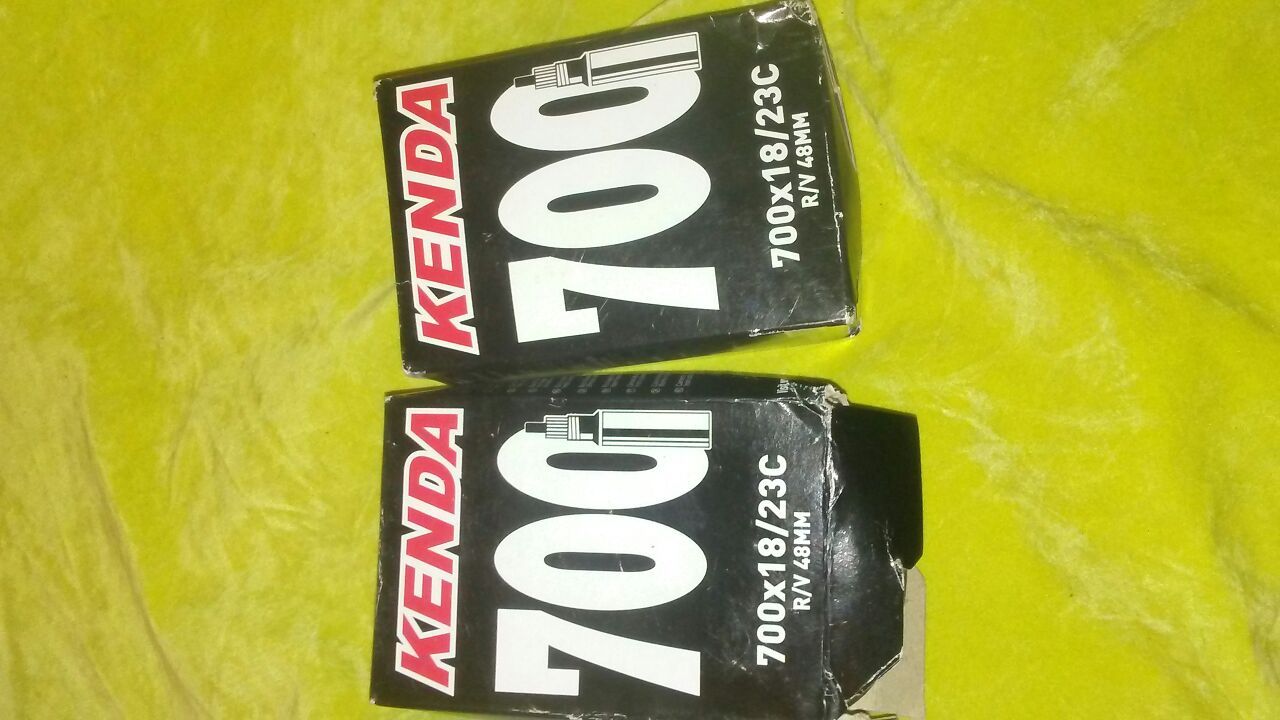 KENDA
700
700x18/23C
R/V 48MM
KENDA
700
700x18/23C
R/V 48MM